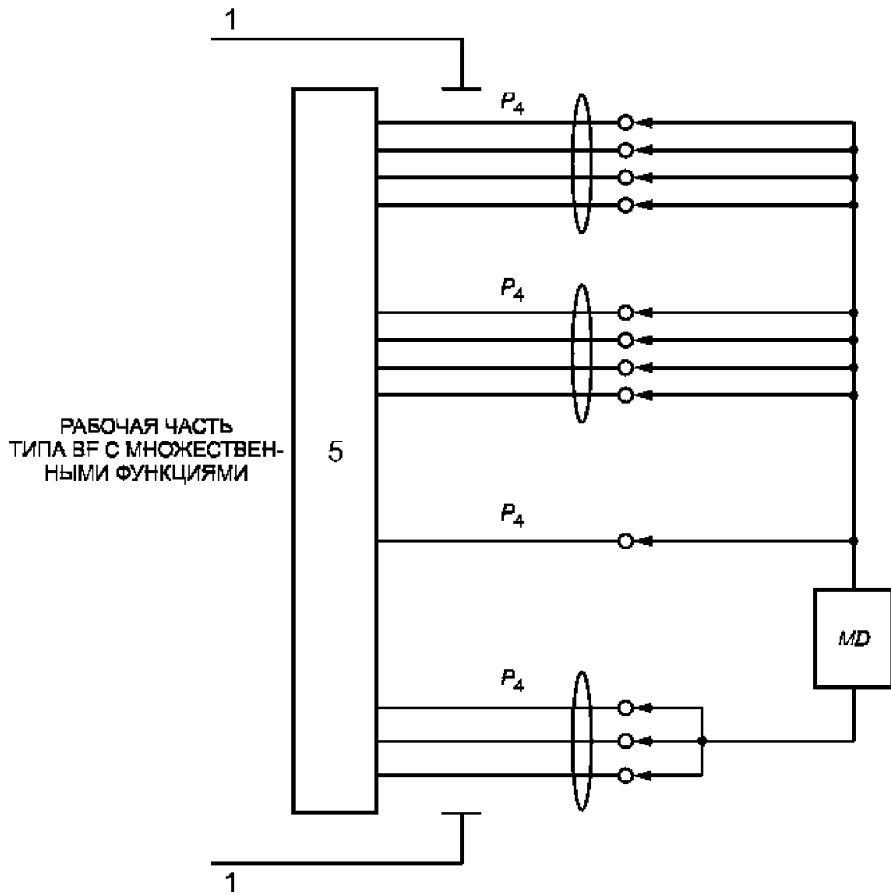 1
P4
P4
РАБОЧАЯ ЧАСТЬ
ТИПА BF С МНОЖЕСТВЕН-
НЫМИ ФУНКЦИЯМИ
5
P4
MD
P4
1